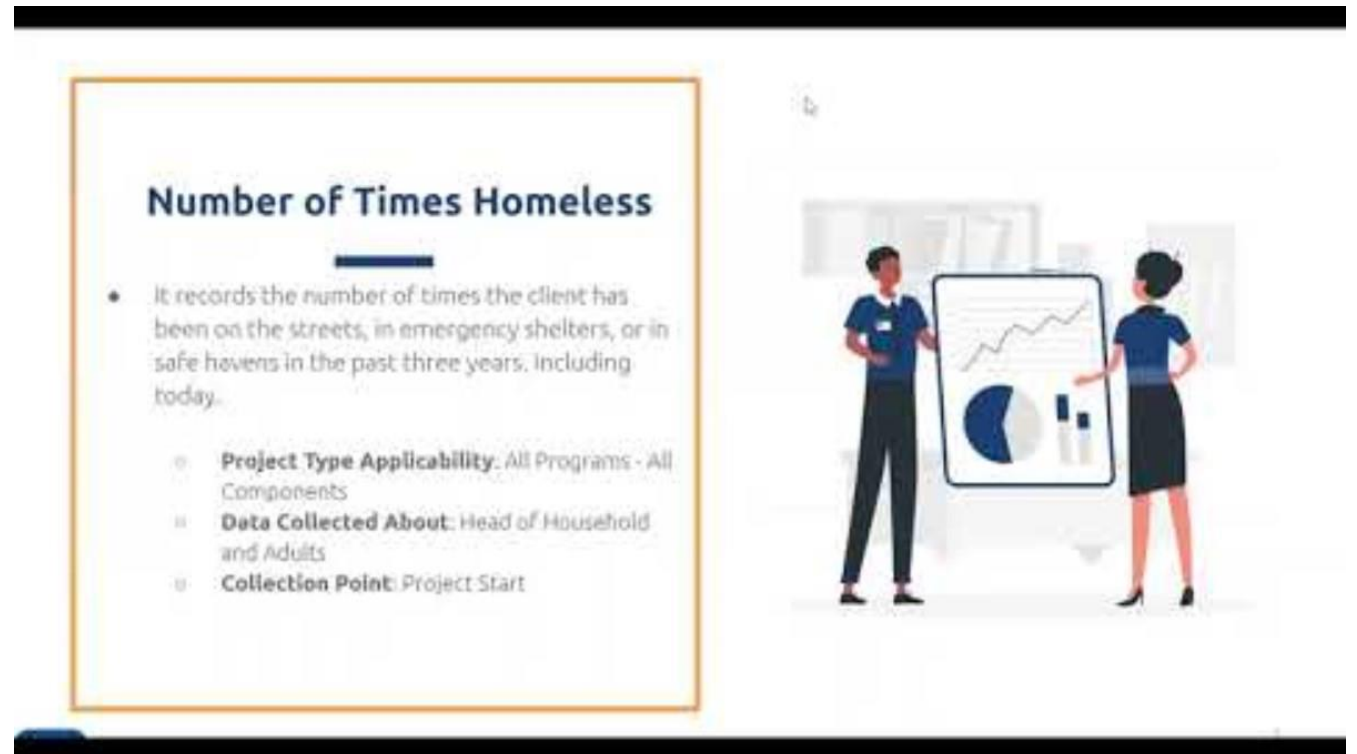 Number of Times Homeless
● It records the number of times the client has
been on the streets, in emergency shelters, or in
safe havens in the past three years. Including
today.
○ Project Type Applicability: All Programs - All
Components
○ Data Collected About: Head of Household
and Adults
○ Collection Point: Project Start